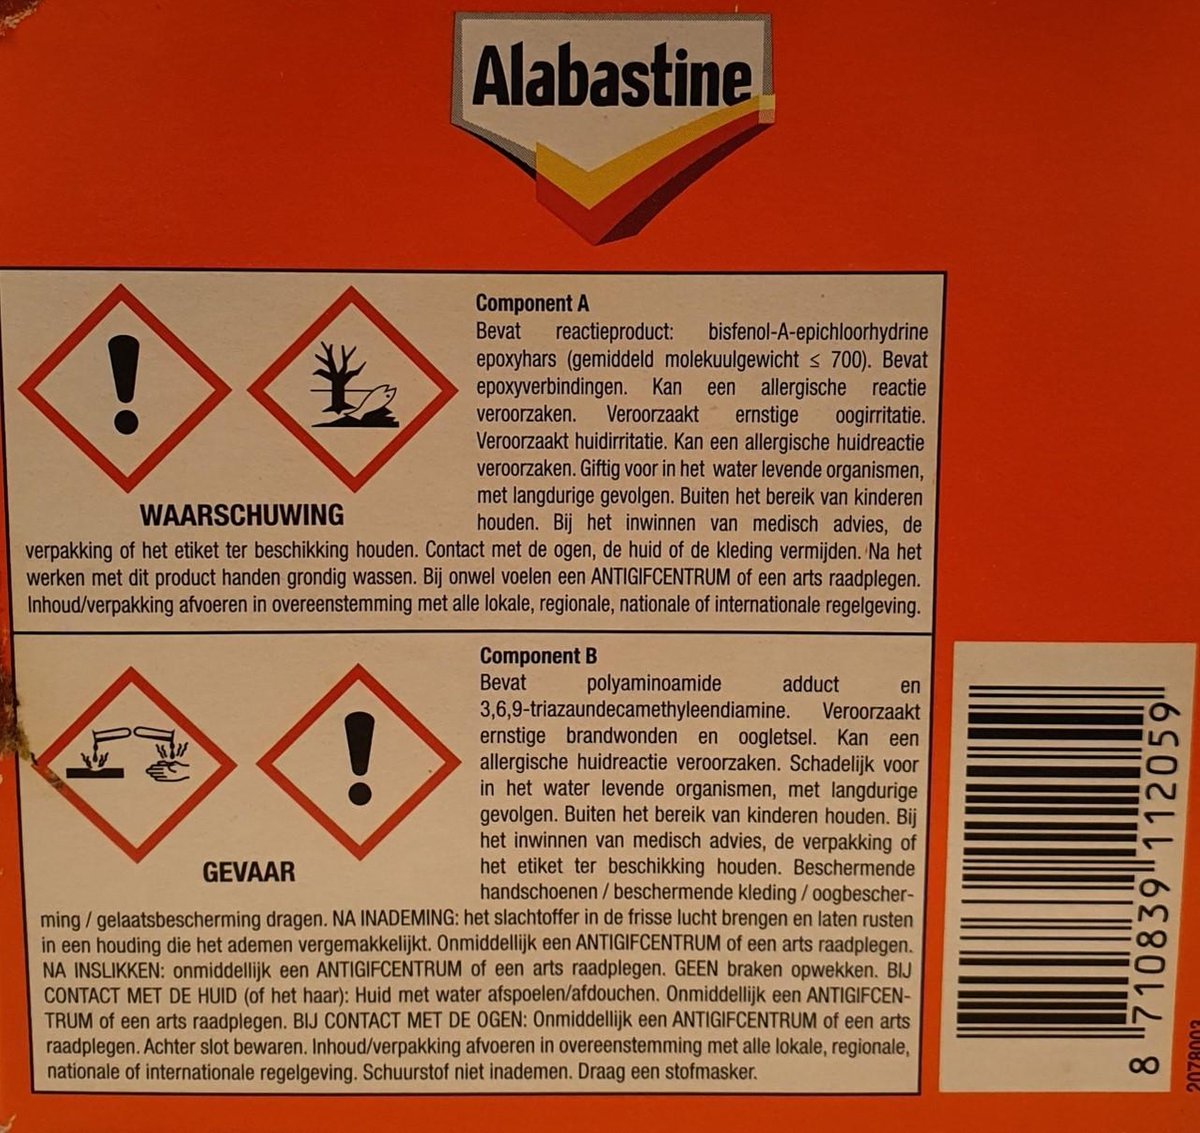 Alabastine
Component A
Bevat reactieproduct: bisfenol-A-epichloorhydrine
epoxyhars (gemiddeld molekuulgewicht ≤ 700). Bevat
epoxyverbindingen. Kan een allergische reactie
veroorzaken. Veroorzaakt ernstige oogirritatie.
Veroorzaakt huidirritatie. Kan een allergische huidreactie
veroorzaken. Giftig voor in het water levende organismen,
met langdurige gevolgen. Buiten het bereik van kinderen
WAARSCHUWING
houden. Bij het inwinnen van medisch advies, de
verpakking of het etiket ter beschikking houden. Contact met de ogen, de huid of de kleding vermijden. Na het
werken met dit product handen grondig wassen. Bij onwel voelen een ANTIGIFCENTRUM of een arts raadplegen.
Inhoud/verpakking afvoeren in overeenstemming met alle lokale, regionale, nationale of internationale regelgeving.
Component B
Bevat polyaminoamide adduct en
3,6,9-triazaundecamethyleendiamine. Veroorzaakt
ernstige brandwonden en oogletsel. Kan een
allergische huidreactie veroorzaken. Schadelijk voor
in het water levende organismen, met langdurige
gevolgen. Buiten het bereik van kinderen houden. Bij
het inwinnen van medisch advies, de verpakking of
het etiket ter beschikking houden. Beschermende
GEVAAR
handschoenen / beschermende kleding / oogbescher-
ming / gelaatsbescherming dragen. NA INADEMING: het slachtoffer in de frisse lucht brengen en laten rusten
in een houding die het ademen vergemakkelijkt. Onmiddellijk een ANTIGIFCENTRUM of een arts raadplegen.
NA INSLIKKEN: onmiddellijk een ANTIGIFCENTRUM of een arts raadplegen. GEEN braken opwekken. BIJ
CONTACT MET DE HUID (of het haar): Huid met water afspoelen/afdouchen. Onmiddellijk een ANTIGIFCEN-
TRUM of een arts raadplegen. BIJ CONTACT MET DE OGEN: Onmiddellijk een ANTIGIFCENTRUM of een arts
raadplegen. Achter slot bewaren. Inhoud/verpakking afvoeren in overeenstemming met alle lokale, regionale,
nationale of internationale regelgeving. Schuurstof niet inademen. Draag een stofmasker.
8 710839 112059